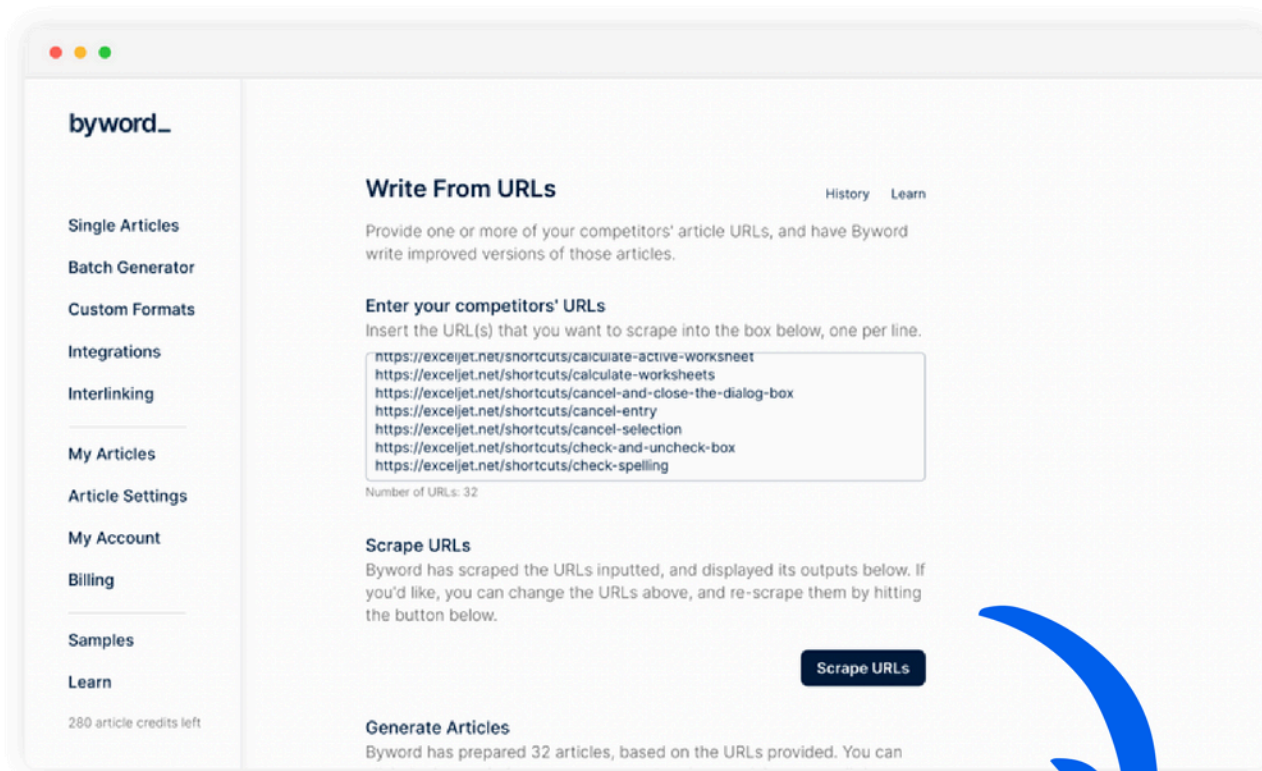 byword_
Single Articles
Batch Generator
Custom Formats
Integrations
Interlinking
My Articles
Article Settings
My Account
Billing
Samples
Learn
280 article credits left
Write From URLs
History Learn
Provide one or more of your competitors' article URLs, and have Byword
write improved versions of those articles.
Enter your competitors' URLs
Insert the URL(s) that you want to scrape into the box below, one per line.
https://exceljet.net/shortcuts/calculate-active-worksheet
https://exceljet.net/shortcuts/calculate-worksheets
https://exceljet.net/shortcuts/cancel-and-close-the-dialog-box
https://exceljet.net/shortcuts/cancel-entry
https://exceljet.net/shortcuts/cancel-selection
https://exceljet.net/shortcuts/check-and-uncheck-box
https://exceljet.net/shortcuts/check-spelling
Number of URLs: 32
Scrape URLs
Byword has scraped the URLs inputted, and displayed its outputs below. If
you'd like, you can change the URLs above, and re-scrape them by hitting
the button below.
Scrape URLs
Generate Articles
Byword has prepared 32 articles, based on the URLs provided. You can